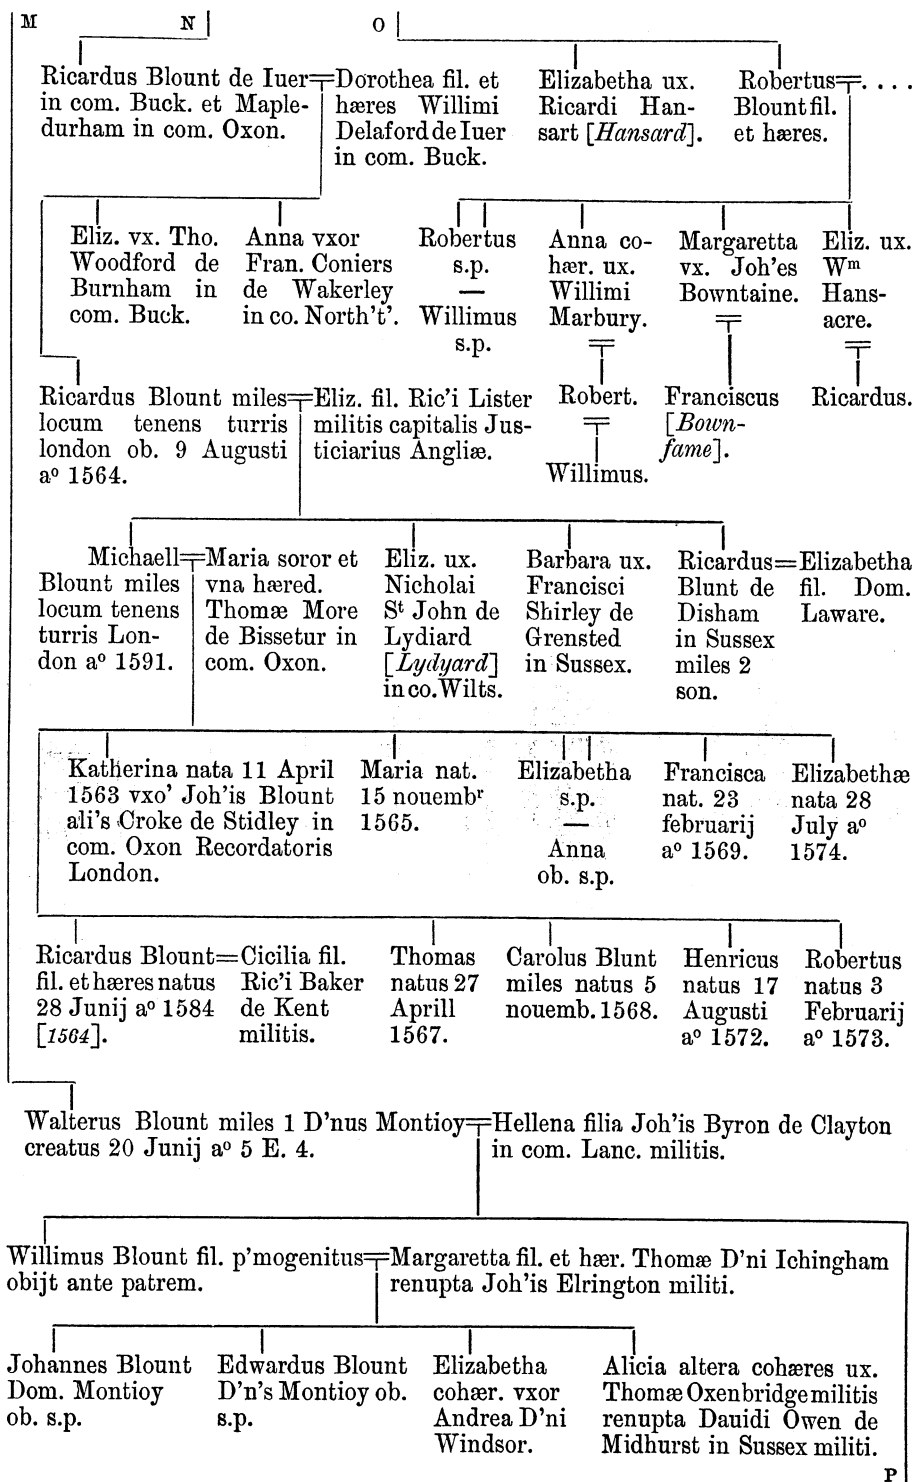 M
N
O
Ricardus Blount de Iuer
in com. Buck. et Maple-
durham in com. Oxon.
Dorothea fil. et
hæres Willimi
Delaford de Iuer
in com. Buck.
Elizabetha ux.
Ricardi Han-
sart [Hansard].
Robertus
Blount fil.
et hæres.
. . . .
Eliz. vx. Tho.
Woodford de
Burnham in
com. Buck.
Anna vxor
Fran. Coniers
de Wakerley
in co. North't'.
Robertus
s.p.
—
Willimus
s.p.
Anna co-
hær. ux.
Willimi
Marbury.
Margaretta
vx. Joh'es
Bowntaine.
Eliz. ux.
Wᵐ
Hans-
acre.
Ricardus Blount miles
locum tenens turris
london ob. 9 Augusti
aᵒ 1564.
Eliz. fil. Ric'i Lister
militis capitalis Jus-
ticiarius Angliæ.
Robert.
Willimus.
Franciscus
[Bown-
fame].
Ricardus.
Michaell
Blount miles
locum tenens
turris Lon-
don aᵒ 1591.
Maria soror et
vna hæred.
Thomæ More
de Bissetur in
com. Oxon.
Eliz. ux.
Nicholai
Sᵗ John de
Lydiard
[Lydyard]
in co. Wilts.
Barbara ux.
Francisci
Shirley de
Grensted
in Sussex.
Ricardus=
Blunt de
Disham
in Sussex
miles 2
son.
Elizabetha
fil. Dom.
Laware.
Katherina nata 11 April
1563 vxo' Joh'is Blount
ali's Croke de Stidley in
com. Oxon Recordatoris
London.
Maria nat.
15 nouembʳ
1565.
Elizabetha
s.p.
—
Anna
ob. s.p.
Francisca
nat. 23
februarij
aᵒ 1569.
Elizabethæ
nata 28
July aᵒ
1574.
Ricardus Blount=
fil. et hæres natus
28 Junij aᵒ 1584
[1564].
Cicilia fil.
Ric'i Baker
de Kent
militis.
Thomas
natus 27
Aprill
1567.
Carolus Blunt
miles natus 5
nouemb. 1568.
Henricus
natus 17
Augusti
aᵒ 1572.
Robertus
natus 3
Februarij
aᵒ 1573.
Walterus Blount miles 1 D'nus Montioy
creatus 20 Junij aᵒ 5 E. 4.
Hellena filia Joh'is Byron de Clayton
in com. Lanc. militis.
Willimus Blount fil. p'mogenitus
obijt ante patrem.
Margaretta fil. et hær. Thomæ D'ni Ichingham
renupta Joh'is Elrington militi.
Johannes Blount
Dom. Montioy
ob. s.p.
Edwardus Blount
D'n's Montioy ob.
s.p.
Elizabetha
cohær. vxor
Andrea D'ni
Windsor.
Alicia altera cohæres ux.
Thomæ Oxenbridge militis
renupta Dauidi Owen de
Midhurst in Sussex militi.
P